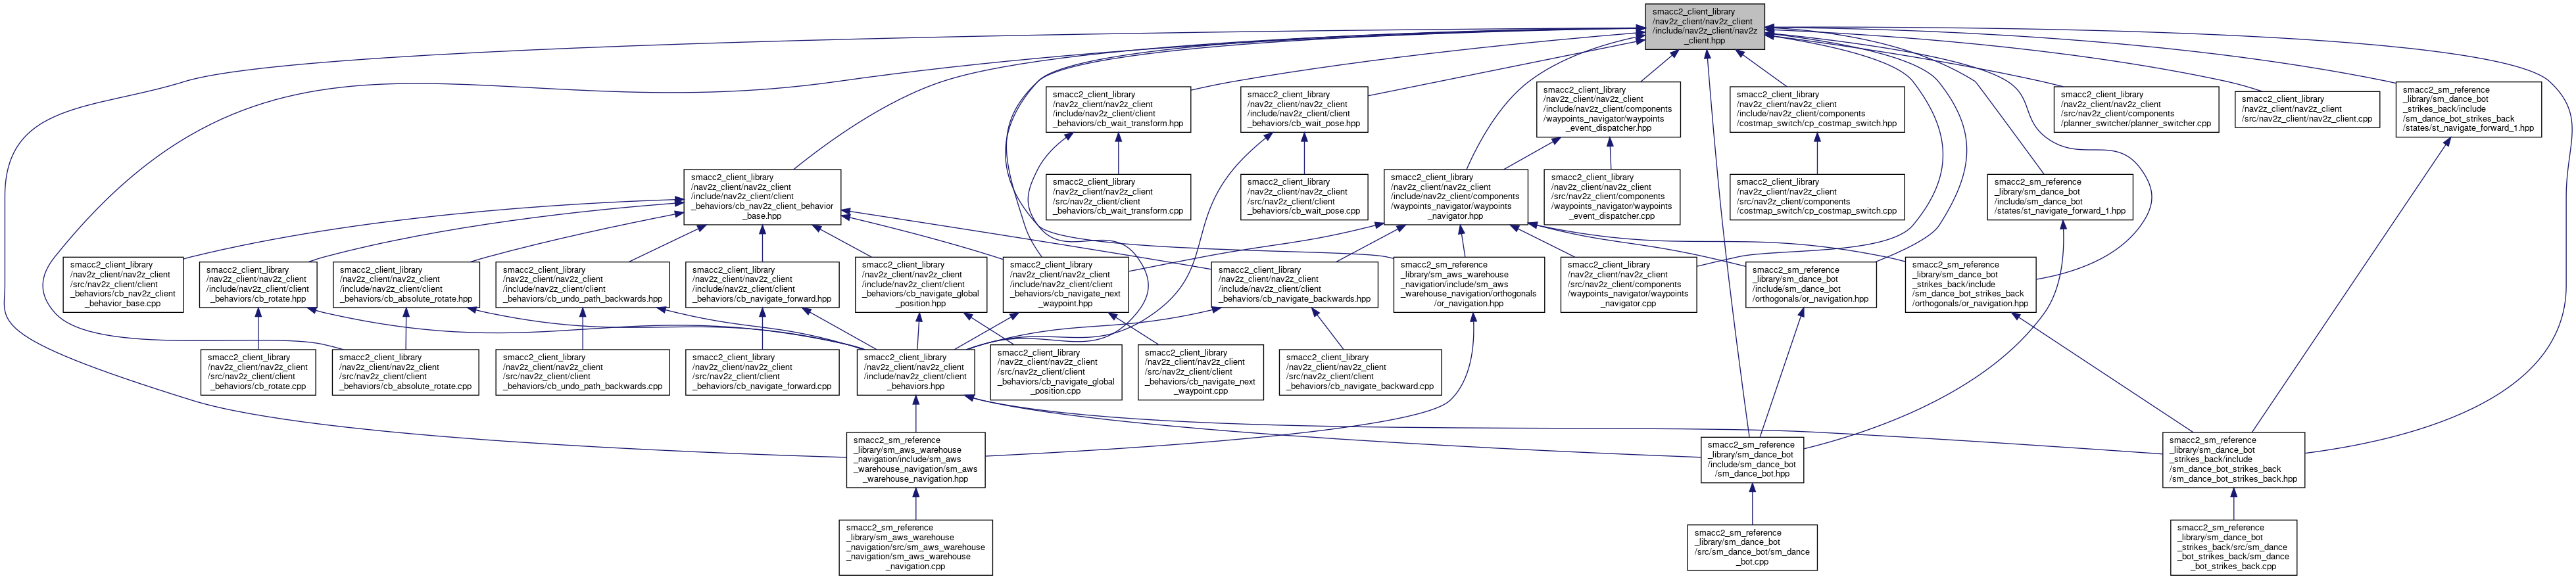 smacc2_client_library
/nav2z_client/nav2z_client
/include/nav2z_client/nav2z
_client.hpp
smacc2_client_library
/nav2z_client/nav2z_client
/include/nav2z_client/client
_behaviors/cb_wait_transform.hpp
smacc2_client_library
/nav2z_client/nav2z_client
/include/nav2z_client/client
_behaviors/cb_wait_pose.hpp
smacc2_client_library
/nav2z_client/nav2z_client
/include/nav2z_client/components
/waypoints_navigator/waypoints
_event_dispatcher.hpp
smacc2_client_library
/nav2z_client/nav2z_client
/include/nav2z_client/components
/costmap_switch/cp_costmap_switch.hpp
smacc2_client_library
/nav2z_client/nav2z_client
/src/nav2z_client/components
/planner_switcher/planner_switcher.cpp
smacc2_client_library
/nav2z_client/nav2z_client
/src/nav2z_client/nav2z_client.cpp
smacc2_sm_reference
_library/sm_dance_bot
_strikes_back/include
/sm_dance_bot_strikes_back
/states/st_navigate_forward_1.hpp
smacc2_client_library
/nav2z_client/nav2z_client
/include/nav2z_client/client
_behaviors/cb_nav2z_client_behavior
_base.hpp
smacc2_client_library
/nav2z_client/nav2z_client
/src/nav2z_client/client
_behaviors/cb_wait_transform.cpp
smacc2_client_library
/nav2z_client/nav2z_client
/src/nav2z_client/client
_behaviors/cb_wait_pose.cpp
smacc2_client_library
/nav2z_client/nav2z_client
/include/nav2z_client/components
/waypoints_navigator/waypoints
_navigator.hpp
smacc2_client_library
/nav2z_client/nav2z_client
/src/nav2z_client/components
/waypoints_navigator/waypoints
_event_dispatcher.cpp
smacc2_client_library
/nav2z_client/nav2z_client
/src/nav2z_client/components
/costmap_switch/cp_costmap_switch.cpp
smacc2_sm_reference
_library/sm_dance_bot
/include/sm_dance_bot
/states/st_navigate_forward_1.hpp
smacc2_client_library
/nav2z_client/nav2z_client
/src/nav2z_client/client
_behaviors/cb_nav2z_client
_behavior_base.cpp
smacc2_client_library
/nav2z_client/nav2z_client
/include/nav2z_client/client
_behaviors/cb_rotate.hpp
smacc2_client_library
/nav2z_client/nav2z_client
/include/nav2z_client/client
_behaviors/cb_absolute_rotate.hpp
smacc2_client_library
/nav2z_client/nav2z_client
/include/nav2z_client/client
_behaviors/cb_undo_path_backwards.hpp
smacc2_client_library
/nav2z_client/nav2z_client
/include/nav2z_client/client
_behaviors/cb_navigate_forward.hpp
smacc2_client_library
/nav2z_client/nav2z_client
/include/nav2z_client/client
_behaviors/cb_navigate_global
_position.hpp
smacc2_client_library
/nav2z_client/nav2z_client
/include/nav2z_client/client
_behaviors/cb_navigate_next
_waypoint.hpp
smacc2_client_library
/nav2z_client/nav2z_client
/include/nav2z_client/client
_behaviors/cb_navigate_backwards.hpp
smacc2_sm_reference
_library/sm_aws_warehouse
_navigation/include/sm_aws
_warehouse_navigation/orthogonals
/or_navigation.hpp
smacc2_client_library
/nav2z_client/nav2z_client
/src/nav2z_client/components
/waypoints_navigator/waypoints
_navigator.cpp
smacc2_sm_reference
_library/sm_dance_bot
/include/sm_dance_bot
/orthogonals/or_navigation.hpp
smacc2_sm_reference
_library/sm_dance_bot
_strikes_back/include
/sm_dance_bot_strikes_back
/orthogonals/or_navigation.hpp
smacc2_client_library
/nav2z_client/nav2z_client
/src/nav2z_client/client
_behaviors/cb_rotate.cpp
smacc2_client_library
/nav2z_client/nav2z_client
/src/nav2z_client/client
_behaviors/cb_absolute_rotate.cpp
smacc2_client_library
/nav2z_client/nav2z_client
/src/nav2z_client/client
_behaviors/cb_undo_path_backwards.cpp
smacc2_client_library
/nav2z_client/nav2z_client
/src/nav2z_client/client
_behaviors/cb_navigate_forward.cpp
smacc2_client_library
/nav2z_client/nav2z_client
/include/nav2z_client/client
_behaviors.hpp
smacc2_client_library
/nav2z_client/nav2z_client
/src/nav2z_client/client
_behaviors/cb_navigate_global
_position.cpp
smacc2_client_library
/nav2z_client/nav2z_client
/src/nav2z_client/client
_behaviors/cb_navigate_next
_waypoint.cpp
smacc2_client_library
/nav2z_client/nav2z_client
/src/nav2z_client/client
_behaviors/cb_navigate_backward.cpp
smacc2_sm_reference
_library/sm_aws_warehouse
_navigation/include/sm_aws
_warehouse_navigation/sm_aws
_warehouse_navigation.hpp
smacc2_sm_reference
_library/sm_dance_bot
/include/sm_dance_bot
/sm_dance_bot.hpp
smacc2_sm_reference
_library/sm_dance_bot
_strikes_back/include
/sm_dance_bot_strikes_back
/sm_dance_bot_strikes_back.hpp
smacc2_sm_reference
_library/sm_aws_warehouse
_navigation/src/sm_aws_warehouse
_navigation/sm_aws_warehouse
_navigation.cpp
smacc2_sm_reference
_library/sm_dance_bot
/src/sm_dance_bot/sm_dance
_bot.cpp
smacc2_sm_reference
_library/sm_dance_bot
_strikes_back/src/sm_dance
_bot_strikes_back/sm_dance
_bot_strikes_back.cpp